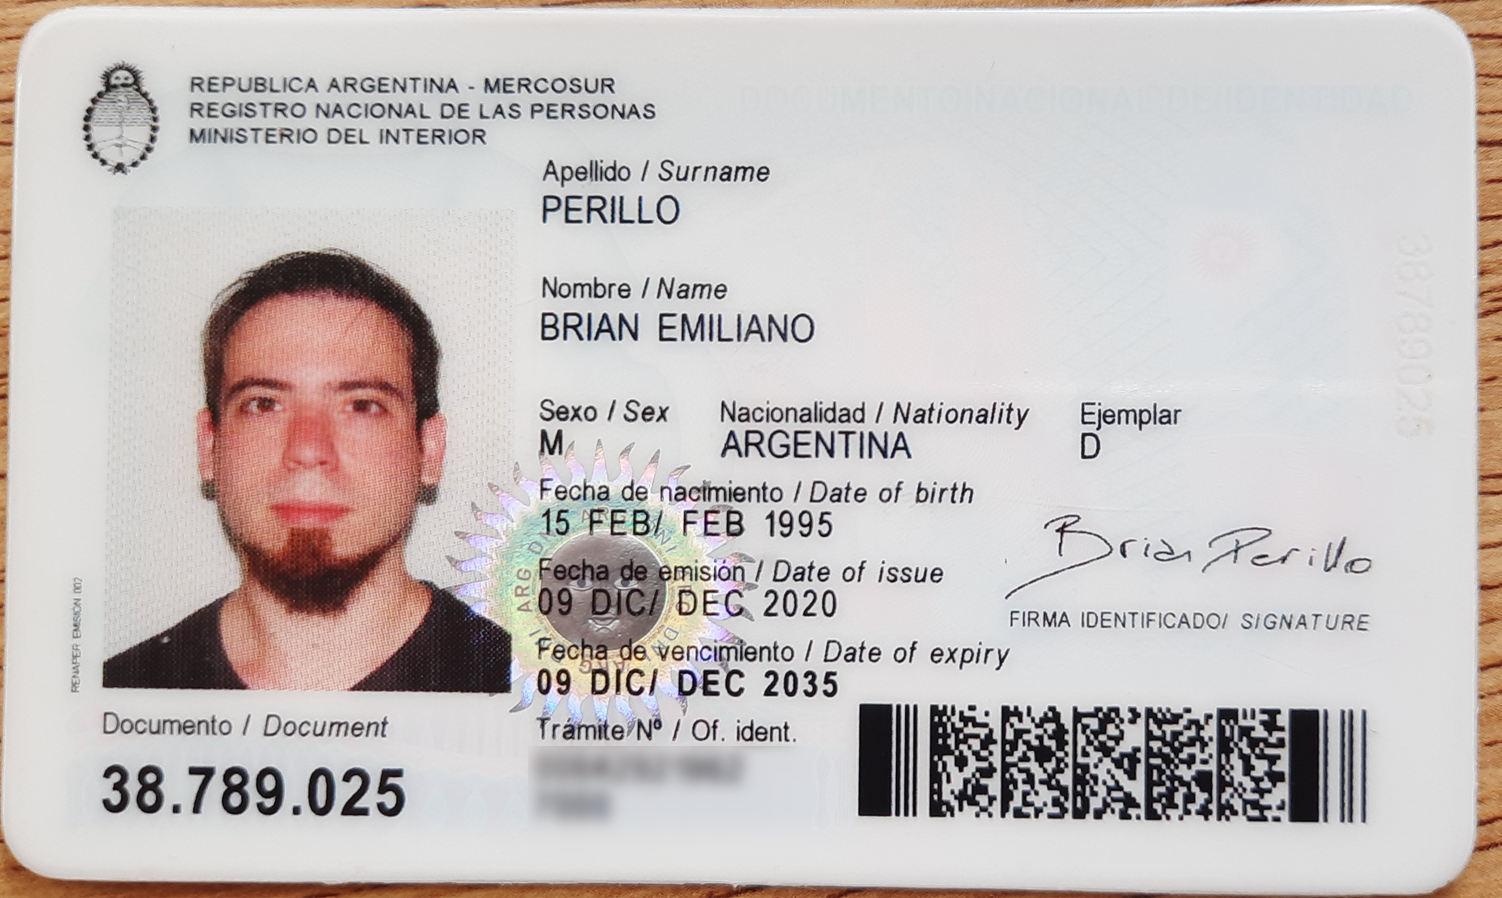 REPUBLICA ARGENTINA - MERCOSUR
REGISTRO NACIONAL DE LAS PERSONAS
MINISTERIO DEL INTERIOR
DOCUMENTO NACIONAL DE IDENTIDAD
Apellido / Surname
PERILLO
Nombre / Name
BRIAN EMILIANO
Sexo / Sex Nacionalidad / Nationality Ejemplar
M ARGENTINA D
Fecha de nacimiento / Date of birth
15 FEB/ FEB 1995
Fecha de emisión / Date of issue
09 DIC/ DEC 2020
Fecha de vencimiento / Date of expiry
09 DIC/ DEC 2035
Brian Perillo
FIRMA IDENTIFICADO/ SIGNATURE
Documento / Document
38.789.025
Trámite Nº / Of. ident.
RENAPER EMISION 002
38789025